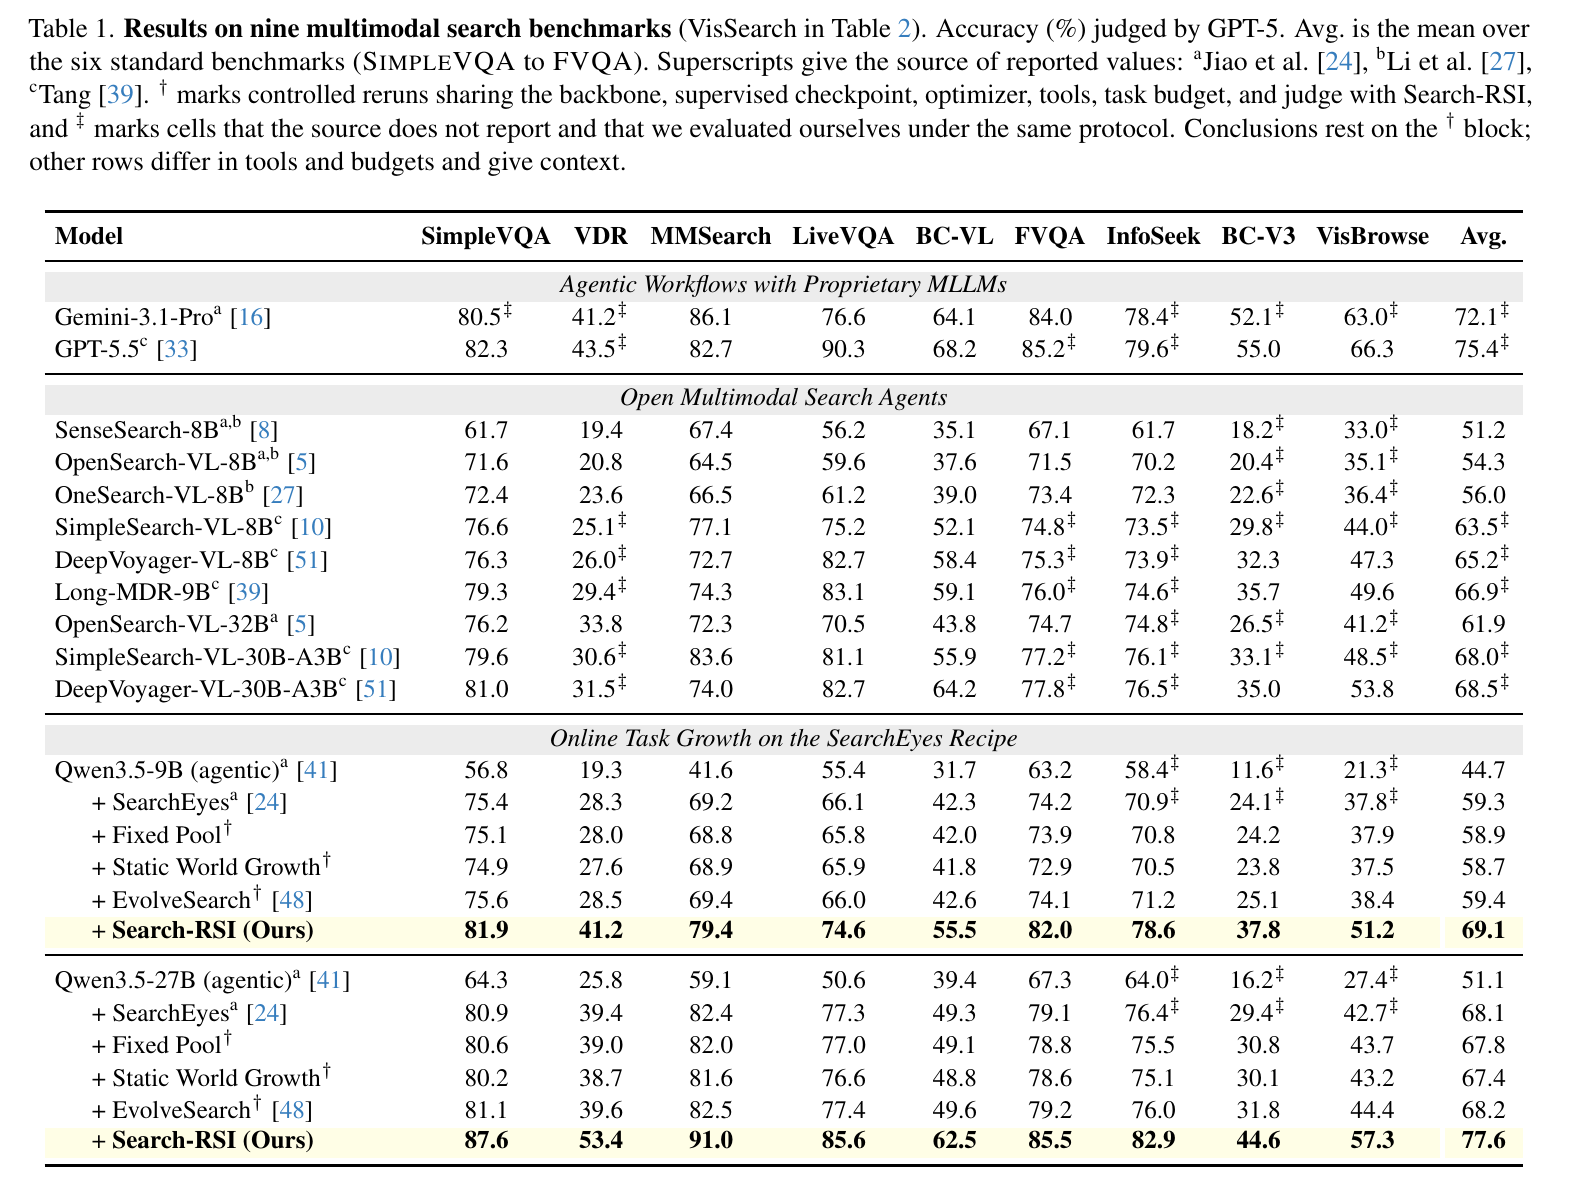 Table 1. Results on nine multimodal search benchmarks (VisSearch in Table 2). Accuracy (%) judged by GPT-5. Avg. is the mean over
the six standard benchmarks (SIMPLEVQA to FVQA). Superscripts give the source of reported values: ᵃJiao et al. [24], ᵇLi et al. [27],
ᶜTang [39]. † marks controlled reruns sharing the backbone, supervised checkpoint, optimizer, tools, task budget, and judge with Search-RSI,
and ‡ marks cells that the source does not report and that we evaluated ourselves under the same protocol. Conclusions rest on the † block;
other rows differ in tools and budgets and give context.
Model SimpleVQA VDR MMSearch LiveVQA BC-VL FVQA InfoSeek BC-V3 VisBrowse Avg.
Agentic Workflows with Proprietary MLLMs
Gemini-3.1-Proᵃ [16] 80.5‡ 41.2‡ 86.1 76.6 64.1 84.0 78.4‡ 52.1‡ 63.0‡ 72.1‡
GPT-5.5ᶜ [33] 82.3 43.5‡ 82.7 90.3 68.2 85.2‡ 79.6‡ 55.0 66.3 75.4‡
Open Multimodal Search Agents
SenseSearch-8Bᵃ,ᵇ [8] 61.7 19.4 67.4 56.2 35.1 67.1 61.7 18.2‡ 33.0‡ 51.2
OpenSearch-VL-8Bᵃ,ᵇ [5] 71.6 20.8 64.5 59.6 37.6 71.5 70.2 20.4‡ 35.1‡ 54.3
OneSearch-VL-8Bᵇ [27] 72.4 23.6 66.5 61.2 39.0 73.4 72.3 22.6‡ 36.4‡ 56.0
SimpleSearch-VL-8Bᶜ [10] 76.6 25.1‡ 77.1 75.2 52.1 74.8‡ 73.5‡ 29.8‡ 44.0‡ 63.5‡
DeepVoyager-VL-8Bᶜ [51] 76.3 26.0‡ 72.7 82.7 58.4 75.3‡ 73.9‡ 32.3 47.3 65.2‡
Long-MDR-9Bᶜ [39] 79.3 29.4‡ 74.3 83.1 59.1 76.0‡ 74.6‡ 35.7 49.6 66.9‡
OpenSearch-VL-32Bᵃ [5] 76.2 33.8 72.3 70.5 43.8 74.7 74.8‡ 26.5‡ 41.2‡ 61.9
SimpleSearch-VL-30B-A3Bᶜ [10] 79.6 30.6‡ 83.6 81.1 55.9 77.2‡ 76.1‡ 33.1‡ 48.5‡ 68.0‡
DeepVoyager-VL-30B-A3Bᶜ [51] 81.0 31.5‡ 74.0 82.7 64.2 77.8‡ 76.5‡ 35.0 53.8 68.5‡
Online Task Growth on the SearchEyes Recipe
Qwen3.5-9B (agentic)ᵃ [41] 56.8 19.3 41.6 55.4 31.7 63.2 58.4‡ 11.6‡ 21.3‡ 44.7
+ SearchEyesᵃ [24] 75.4 28.3 69.2 66.1 42.3 74.2 70.9‡ 24.1‡ 37.8‡ 59.3
+ Fixed Pool† 75.1 28.0 68.8 65.8 42.0 73.9 70.8 24.2 37.9 58.9
+ Static World Growth† 74.9 27.6 68.9 65.9 41.8 72.9 70.5 23.8 37.5 58.7
+ EvolveSearch† [48] 75.6 28.5 69.4 66.0 42.6 74.1 71.2 25.1 38.4 59.4
+ Search-RSI (Ours) 81.9 41.2 79.4 74.6 55.5 82.0 78.6 37.8 51.2 69.1
Qwen3.5-27B (agentic)ᵃ [41] 64.3 25.8 59.1 50.6 39.4 67.3 64.0‡ 16.2‡ 27.4‡ 51.1
+ SearchEyesᵃ [24] 80.9 39.4 82.4 77.3 49.3 79.1 76.4‡ 29.4‡ 42.7‡ 68.1
+ Fixed Pool† 80.6 39.0 82.0 77.0 49.1 78.8 75.5 30.8 43.7 67.8
+ Static World Growth† 80.2 38.7 81.6 76.6 48.8 78.6 75.1 30.1 43.2 67.4
+ EvolveSearch† [48] 81.1 39.6 82.5 77.4 49.6 79.2 76.0 31.8 44.4 68.2
+ Search-RSI (Ours) 87.6 53.4 91.0 85.6 62.5 85.5 82.9 44.6 57.3 77.6